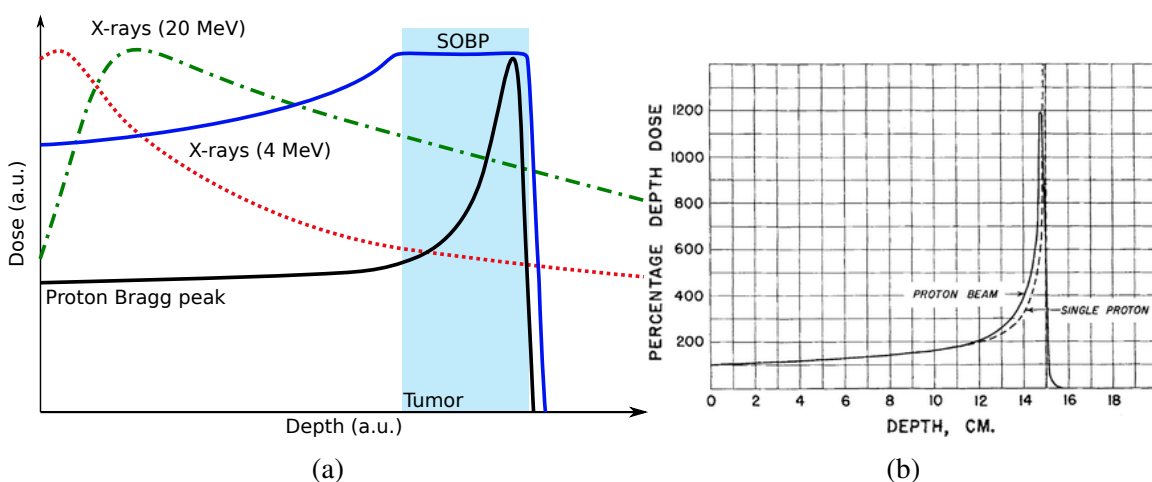 X-rays (20 MeV)
SOBP
X-rays (4 MeV)
Proton Bragg peak
Tumor
Dose (a.u.)
Depth (a.u.)
(a)
1200
1000
800
600
400
200
PERCENTAGE DEPTH DOSE
PROTON BEAM
SINGLE PROTON
0 2 4 6 8 10 12 14 16 18
DEPTH, CM.
(b)